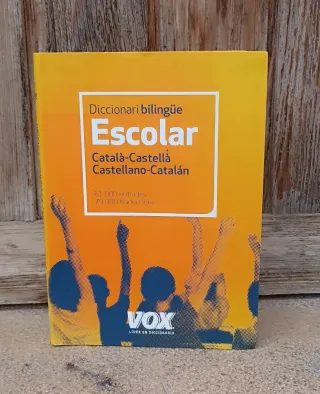 Diccionari bilingüe
Escolar
Català-Castellà
Castellano-Catalán
VOX